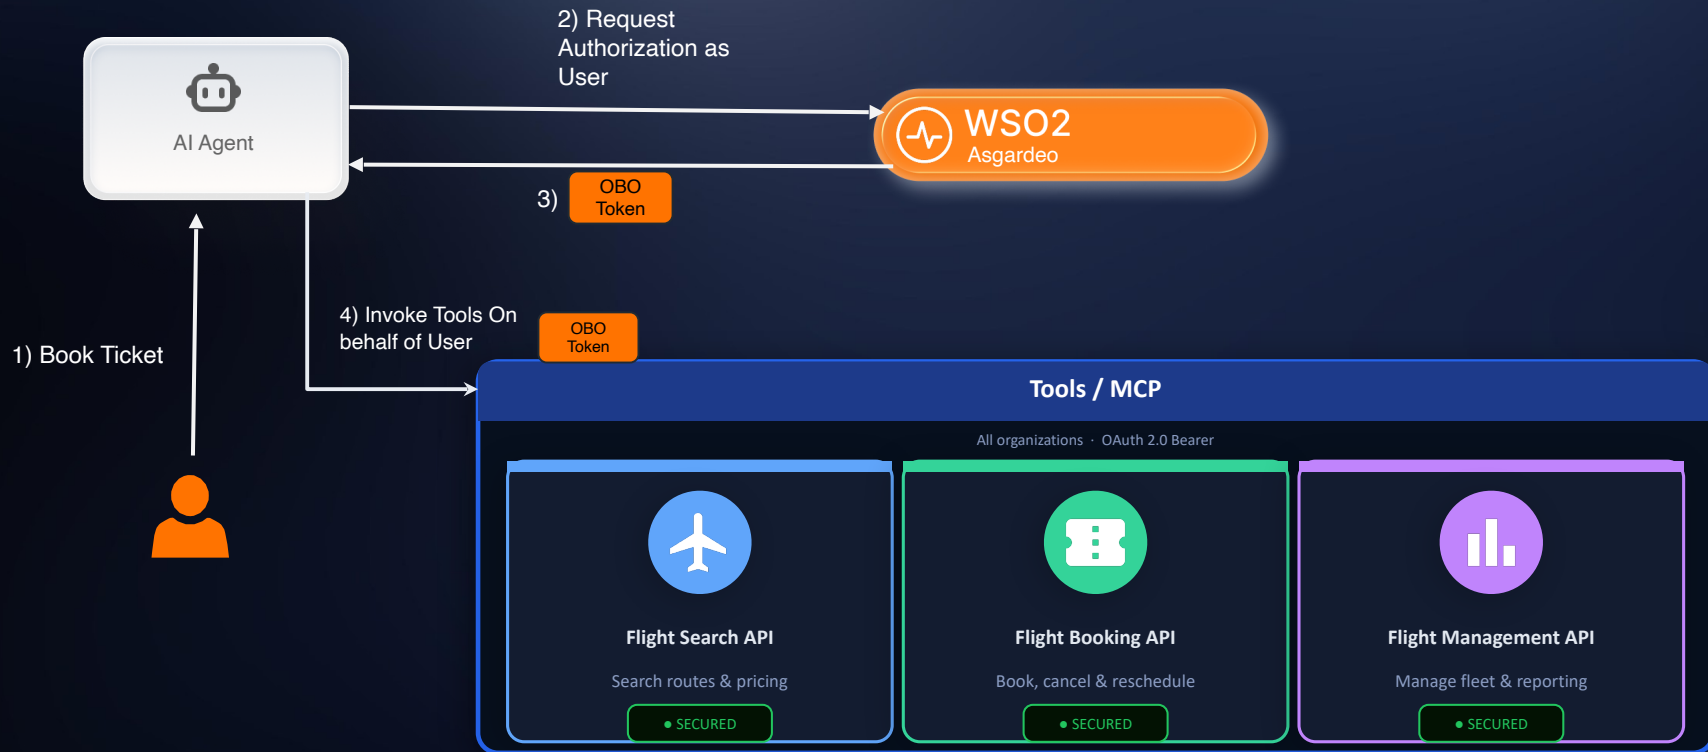 2) Request
Authorization as
User
AI Agent
WSO2
Asgardeo
3)
OBO
Token
4) Invoke Tools On
behalf of User
OBO
Token
1) Book Ticket
Tools / MCP
All organizations · OAuth 2.0 Bearer
Flight Search API
Search routes & pricing
● SECURED
Flight Booking API
Book, cancel & reschedule
● SECURED
Flight Management API
Manage fleet & reporting
● SECURED